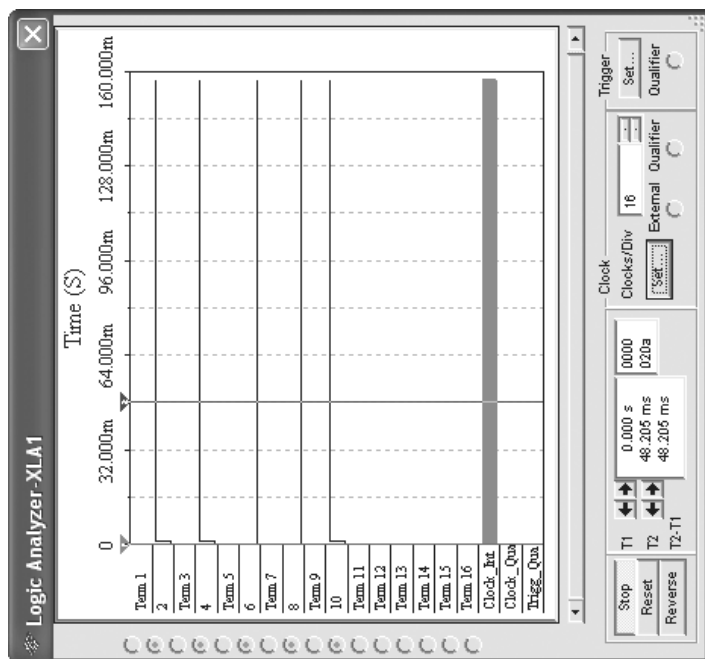 Logic Analyzer-XLA1
Time (S)
0 32.000m 64.000m 96.000m 128.000m 160.000m
Term 1
2
Term 3
4
Term 5
6
Term 7
8
Term 9
10
Term 11
Term 12
Term 13
Term 14
Term 15
Term 16
Clock_Int
Clock_Qua
Trigg_Qua
Stop
Reset
Reverse
T1 0.000 s 0000
T2 48.205 ms 020a
T2-T1 48.205 ms
Clock
Clocks/Div 16
Set...
External Qualifier
Trigger
Set...
Qualifier